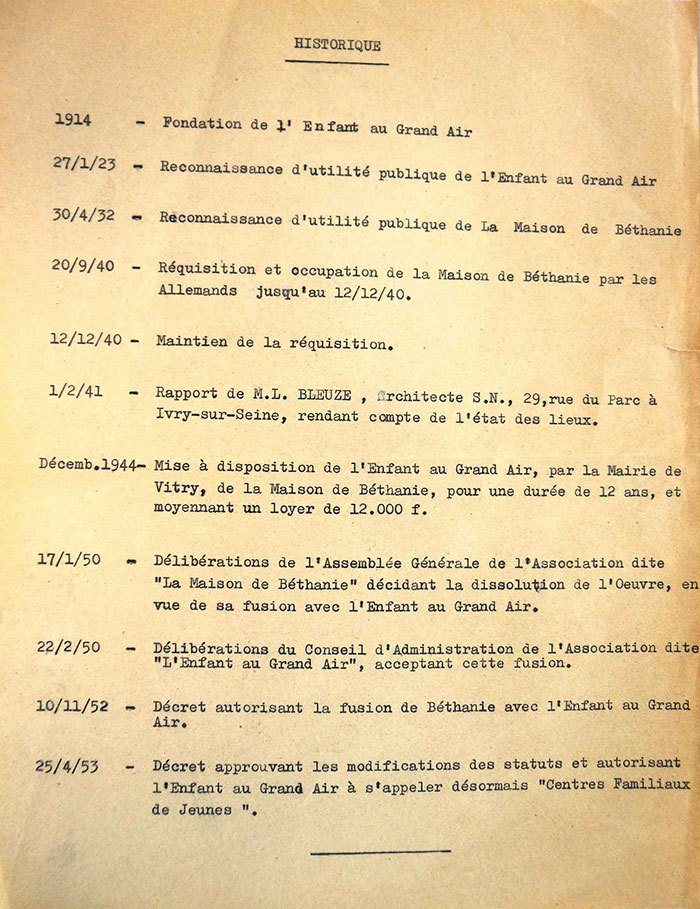 HISTORIQUE
1914 - Fondation de l' Enfant au Grand Air
27/1/23 - Reconnaissance d'utilité publique de l'Enfant au Grand Air
30/4/32 - Reconnaissance d'utilité publique de La Maison de Béthanie
20/9/40 - Réquisition et occupation de la Maison de Béthanie par les
Allemands jusqu'au 12/12/40.
12/12/40 - Maintien de la réquisition.
1/2/41 - Rapport de M.L. BLEUZE , Architecte S.N., 29,rue du Parc à
Ivry-sur-Seine, rendant compte de l'état des lieux.
Décemb.1944- Mise à disposition de l'Enfant au Grand Air, par la Mairie de
Vitry, de la Maison de Béthanie, pour une durée de 12 ans, et
moyennant un loyer de 12.000 f.
17/1/50 - Délibérations de l'Assemblée Générale de l'Association dite
"La Maison de Béthanie" décidant la dissolution de l'Oeuvre, en
vue de sa fusion avec l'Enfant au Grand Air.
22/2/50 - Délibérations du Conseil d'Administration de l'Association dite
"L'Enfant au Grand Air", acceptant cette fusion.
10/11/52 - Décret autorisant la fusion de Béthanie avec l'Enfant au Grand
Air.
25/4/53 - Décret approuvant les modifications des statuts et autorisant
l'Enfant au Grand Air à s'appeler désormais "Centres Familiaux
de Jeunes ".